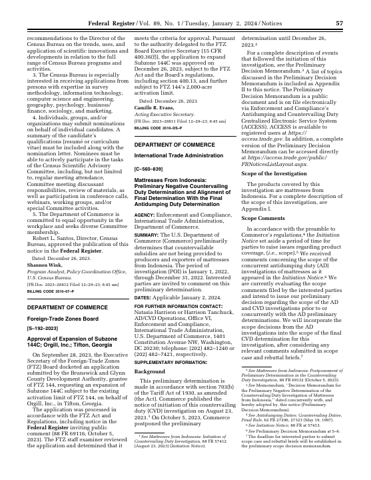 Federal Register / Vol. 89, No. 1 / Tuesday, January 2, 2024 / Notices 57
recommendations to the Director of the
Census Bureau on the trends, uses, and
application of scientific innovations and
developments in relation to the full
range of Census Bureau programs and
activities.
3. The Census Bureau is especially
interested in receiving applications from
persons with expertise in survey
methodology, information technology,
computer science and engineering,
geography, psychology, business/
finance, sociology, and marketing.
4. Individuals, groups, and/or
organizations may submit nominations
on behalf of individual candidates. A
summary of the candidate's
qualifications (resumé or curriculum
vitae) must be included along with the
nomination letter. Nominees must be
able to actively participate in the tasks
of the Census Scientific Advisory
Committee, including, but not limited
to, regular meeting attendance,
Committee meeting discussant
responsibilities, review of materials, as
well as participation in conference calls,
webinars, working groups, and/or
special Committee activities.
5. The Department of Commerce is
committed to equal opportunity in the
workplace and seeks diverse Committee
membership.
Robert L. Santos, Director, Census
Bureau, approved the publication of this
notice in the Federal Register.
Dated: December 26, 2023.
Shannon Wink,
Program Analyst, Policy Coordination Office,
U.S. Census Bureau.
[FR Doc. 2023–28801 Filed 12–29–23; 8:45 am]
BILLING CODE 3510–07–P
DEPARTMENT OF COMMERCE
Foreign-Trade Zones Board
[S–192–2023]
Approval of Expansion of Subzone
144C; Orgill, Inc.; Tifton, Georgia
On September 28, 2023, the Executive
Secretary of the Foreign-Trade Zones
(FTZ) Board docketed an application
submitted by the Brunswick and Glynn
County Development Authority, grantee
of FTZ 144, requesting an expansion of
Subzone 144C subject to the existing
activation limit of FTZ 144, on behalf of
Orgill, Inc., in Tifton, Georgia.
The application was processed in
accordance with the FTZ Act and
Regulations, including notice in the
Federal Register inviting public
comment (88 FR 69118, October 5,
2023). The FTZ staff examiner reviewed
the application and determined that it
meets the criteria for approval. Pursuant
to the authority delegated to the FTZ
Board Executive Secretary (15 CFR
400.36(f)), the application to expand
Subzone 144C was approved on
December 26, 2023, subject to the FTZ
Act and the Board's regulations,
including section 400.13, and further
subject to FTZ 144's 2,000-acre
activation limit.
Dated: December 26, 2023.
Camille R. Evans,
Acting Executive Secretary.
BILLING CODE 3510–DS–P
DEPARTMENT OF COMMERCE
International Trade Administration
[C–560–839]
Mattresses From Indonesia:
Preliminary Negative Countervailing
Duty Determination and Alignment of
Final Determination With the Final
Antidumping Duty Determination
AGENCY: Enforcement and Compliance,
International Trade Administration,
Department of Commerce.
SUMMARY: The U.S. Department of
Commerce (Commerce) preliminarily
determines that countervailable
subsidies are not being provided to
producers and exporters of mattresses
from Indonesia. The period of
investigation (POI) is January 1, 2022,
through December 31, 2022. Interested
parties are invited to comment on this
preliminary determination.
DATES: Applicable January 2, 2024.
FOR FURTHER INFORMATION CONTACT:
Natasia Harrison or Harrison Tanchuck,
AD/CVD Operations, Office VI,
Enforcement and Compliance,
International Trade Administration,
U.S. Department of Commerce, 1401
Constitution Avenue NW, Washington,
DC 20230; telephone: (202) 482–1240 or
(202) 482–7421, respectively.
SUPPLEMENTARY INFORMATION:
Background
This preliminary determination is
made in accordance with section 703(b)
of the Tariff Act of 1930, as amended
(the Act). Commerce published the
notice of initiation of this countervailing
duty (CVD) investigation on August 23,
2023.1 On October 5, 2023, Commerce
postponed the preliminary
1 See Mattresses from Indonesia: Initiation of
Countervailing Duty Investigation, 88 FR 57412
(August 23, 2023) (Initiation Notice).
determination until December 26,
2023.2
For a complete description of events
that followed the initiation of this
investigation, see the Preliminary
Decision Memorandum.3 A list of topics
discussed in the Preliminary Decision
Memorandum is included as Appendix
II to this notice. The Preliminary
Decision Memorandum is a public
document and is on file electronically
via Enforcement and Compliance's
Antidumping and Countervailing Duty
Centralized Electronic Service System
(ACCESS). ACCESS is available to
registered users at https://
access.trade.gov. In addition, a complete
version of the Preliminary Decision
Memorandum can be accessed directly
at https://access.trade.gov/public/
FRNoticesListLayout.aspx.
Scope of the Investigation
The products covered by this
investigation are mattresses from
Indonesia. For a complete description of
the scope of this investigation, see
Appendix I.
Scope Comments
In accordance with the preamble to
Commerce's regulations,4 the Initiation
Notice set aside a period of time for
parties to raise issues regarding product
coverage, (i.e., scope).5 We received
comments concerning the scope of the
concurrent antidumping duty (AD)
investigations of mattresses as it
appeared in the Initiation Notice.6 We
are currently evaluating the scope
comments filed by the interested parties
and intend to issue our preliminary
decision regarding the scope of the AD
and CVD investigations prior to or
concurrently with the AD preliminary
determinations. We will incorporate the
scope decisions from the AD
investigations into the scope of the final
CVD determination for this
investigation, after considering any
relevant comments submitted in scope
case and rebuttal briefs.7
2 See Mattresses from Indonesia: Postponement of
Preliminary Determination in the Countervailing
Duty Investigation, 88 FR 69132 (October 5, 2023).
3 See Memorandum, "Decision Memorandum for
the Preliminary Negative Determination in the
Countervailing Duty Investigation of Mattresses
from Indonesia," dated concurrently with, and
hereby adopted by, this notice (Preliminary
Decision Memorandum).
4 See Antidumping Duties; Countervailing Duties,
Final Rule, 62 FR 27296, 27323 (May 19, 1997).
5 See Initiation Notice, 88 FR at 57413.
6 See Preliminary Decision Memorandum at 5–6.
7 The deadline for interested parties to submit
scope case and rebuttal briefs will be established in
the preliminary scope decision memorandum.